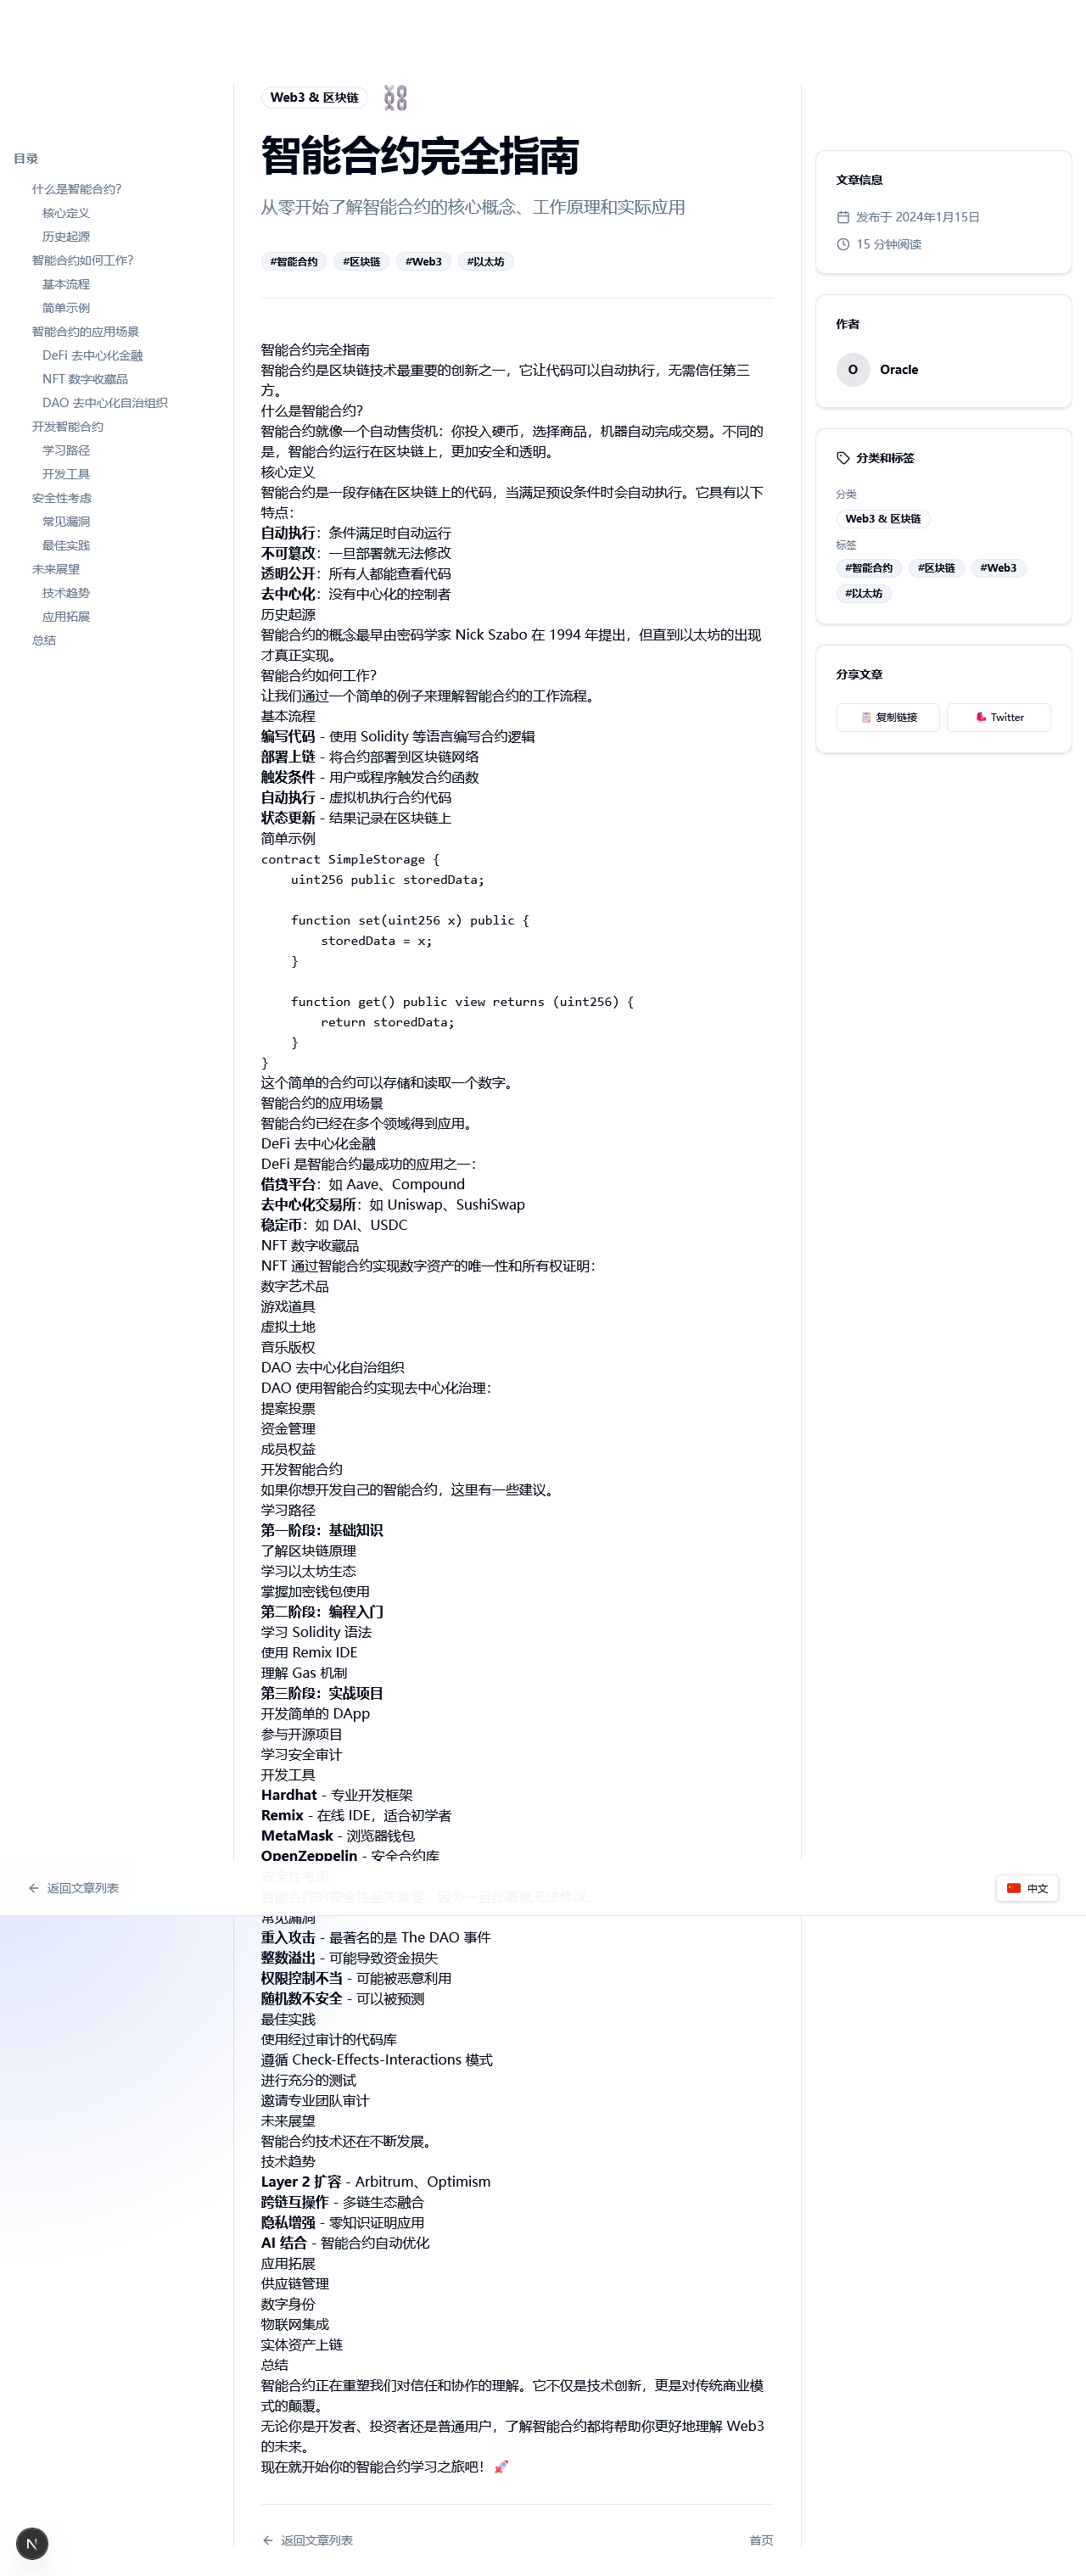 Web3 & 区块链
智能合约完全指南
从零开始了解智能合约的核心概念、工作原理和实际应用
#智能合约 #区块链 #Web3 #以太坊
目录
什么是智能合约？
核心定义
历史起源
智能合约如何工作？
基本流程
简单示例
智能合约的应用场景
DeFi 去中心化金融
NFT 数字收藏品
DAO 去中心化自治组织
开发智能合约
学习路径
开发工具
安全性考虑
常见漏洞
最佳实践
未来展望
技术趋势
应用拓展
总结
智能合约完全指南
智能合约是区块链技术最重要的创新之一，它让代码可以自动执行，无需信任第三
方。
什么是智能合约？
智能合约就像一个自动售货机：你投入硬币，选择商品，机器自动完成交易。不同的
是，智能合约运行在区块链上，更加安全和透明。
核心定义
智能合约是一段存储在区块链上的代码，当满足预设条件时会自动执行。它具有以下
特点：
自动执行：条件满足时自动运行
不可篡改：一旦部署就无法修改
透明公开：所有人都能查看代码
去中心化：没有中心化的控制者
历史起源
智能合约的概念最早由密码学家 Nick Szabo 在 1994 年提出，但直到以太坊的出现
才真正实现。
智能合约如何工作？
让我们通过一个简单的例子来理解智能合约的工作流程。
基本流程
编写代码 - 使用 Solidity 等语言编写合约逻辑
部署上链 - 将合约部署到区块链网络
触发条件 - 用户或程序触发合约函数
自动执行 - 虚拟机执行合约代码
状态更新 - 结果记录在区块链上
简单示例
contract SimpleStorage {
    uint256 public storedData;
    function set(uint256 x) public {
        storedData = x;
    }
    function get() public view returns (uint256) {
        return storedData;
    }
}
这个简单的合约可以存储和读取一个数字。
智能合约的应用场景
智能合约已经在多个领域得到应用。
DeFi 去中心化金融
DeFi 是智能合约最成功的应用之一：
借贷平台：如 Aave、Compound
去中心化交易所：如 Uniswap、SushiSwap
稳定币：如 DAI、USDC
NFT 数字收藏品
NFT 通过智能合约实现数字资产的唯一性和所有权证明：
数字艺术品
游戏道具
虚拟土地
音乐版权
DAO 去中心化自治组织
DAO 使用智能合约实现去中心化治理：
提案投票
资金管理
成员权益
开发智能合约
如果你想开发自己的智能合约，这里有一些建议。
学习路径
第一阶段：基础知识
了解区块链原理
学习以太坊生态
掌握加密钱包使用
第二阶段：编程入门
学习 Solidity 语法
使用 Remix IDE
理解 Gas 机制
第三阶段：实战项目
开发简单的 DApp
参与开源项目
学习安全审计
开发工具
Hardhat - 专业开发框架
Remix - 在线 IDE，适合初学者
MetaMask - 浏览器钱包
OpenZeppelin - 安全合约库
安全性考虑
智能合约的安全性至关重要，因为一旦部署就无法修改。
返回文章列表
中文
常见漏洞
重入攻击 - 最著名的是 The DAO 事件
整数溢出 - 可能导致资金损失
权限控制不当 - 可能被恶意利用
随机数不安全 - 可以被预测
最佳实践
使用经过审计的代码库
遵循 Check-Effects-Interactions 模式
进行充分的测试
邀请专业团队审计
未来展望
智能合约技术还在不断发展。
技术趋势
Layer 2 扩容 - Arbitrum、Optimism
跨链互操作 - 多链生态融合
隐私增强 - 零知识证明应用
AI 结合 - 智能合约自动优化
应用拓展
供应链管理
数字身份
物联网集成
实体资产上链
总结
智能合约正在重塑我们对信任和协作的理解。它不仅是技术创新，更是对传统商业模
式的颠覆。
无论你是开发者、投资者还是普通用户，了解智能合约都将帮助你更好地理解 Web3
的未来。
现在就开始你的智能合约学习之旅吧！🚀
返回文章列表
首页
文章信息
发布于 2024年1月15日
15 分钟阅读
作者
O
Oracle
分类和标签
分类
Web3 & 区块链
标签
#智能合约 #区块链 #Web3
#以太坊
分享文章
复制链接
Twitter
N